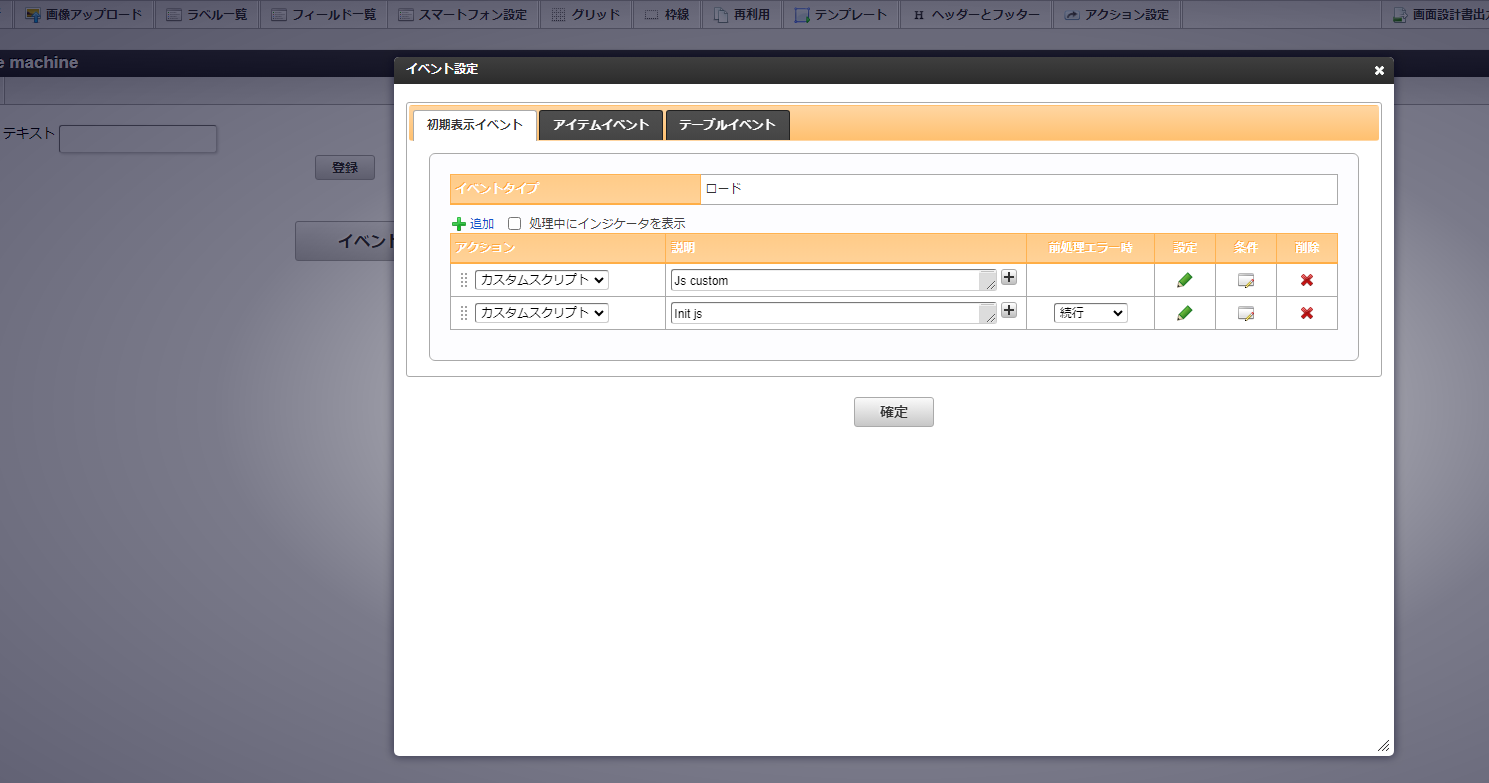 画像アップロード ラベル一覧 フィールド一覧 スマートフォン設定 グリッド 枠線 再利用 テンプレート H ヘッダーとフッター アクション設定 画面設計書出
e machine
イベント設定
初期表示イベント アイテムイベント テーブルイベント
テキスト
登録
イベントタイプ ロード
追加 処理中にインジケータを表示
イベント
アクション 説明 前処理エラー時 設定 条件 削除
カスタムスクリプト Js custom
カスタムスクリプト Init js 続行
確定